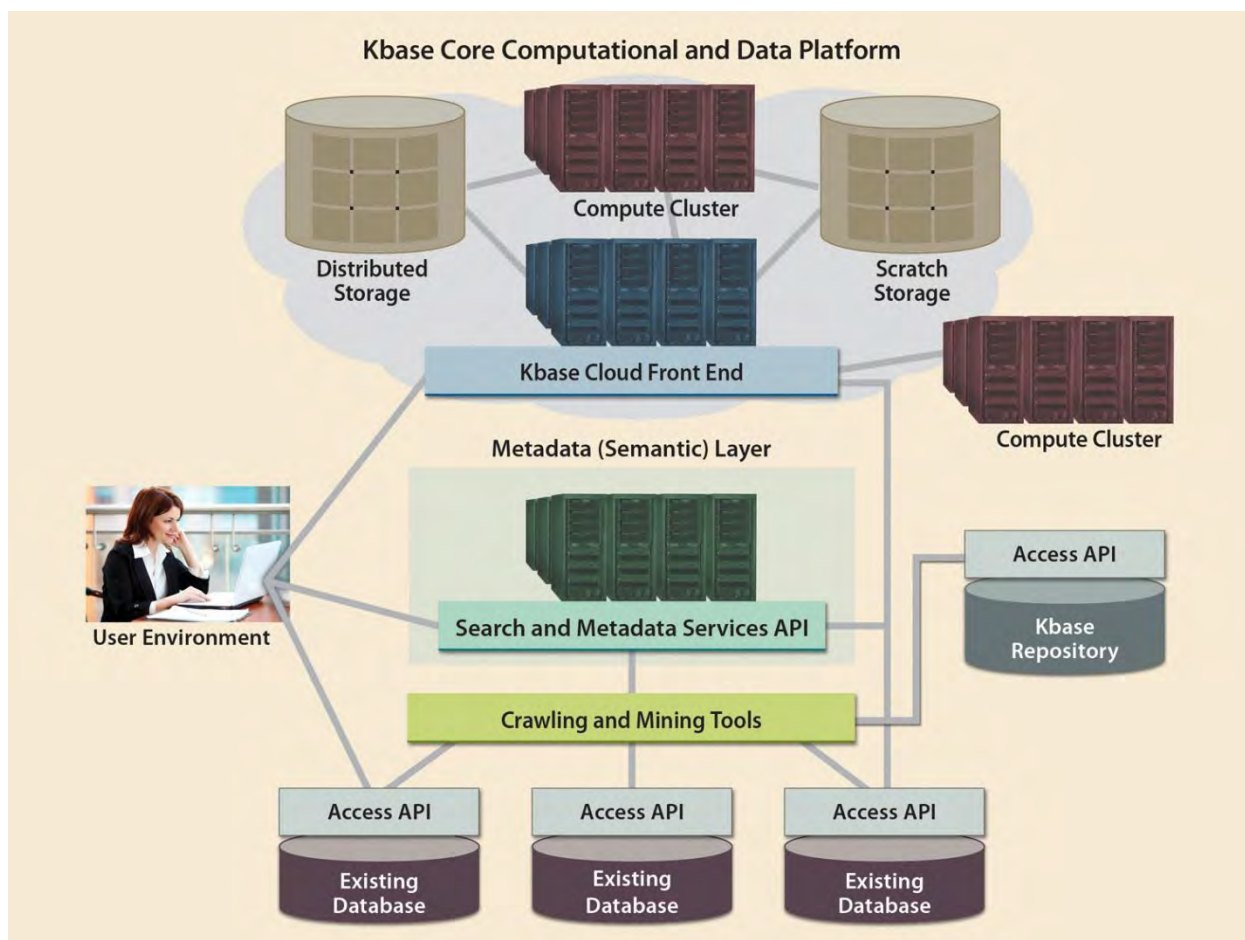 Kbase Core Computational and Data Platform
Compute Cluster
Distributed
Storage
Scratch
Storage
Kbase Cloud Front End
Compute Cluster
Metadata (Semantic) Layer
Access API
Kbase
Repository
User Environment
Search and Metadata Services API
Crawling and Mining Tools
Access API
Access API
Access API
Existing
Database
Existing
Database
Existing
Database